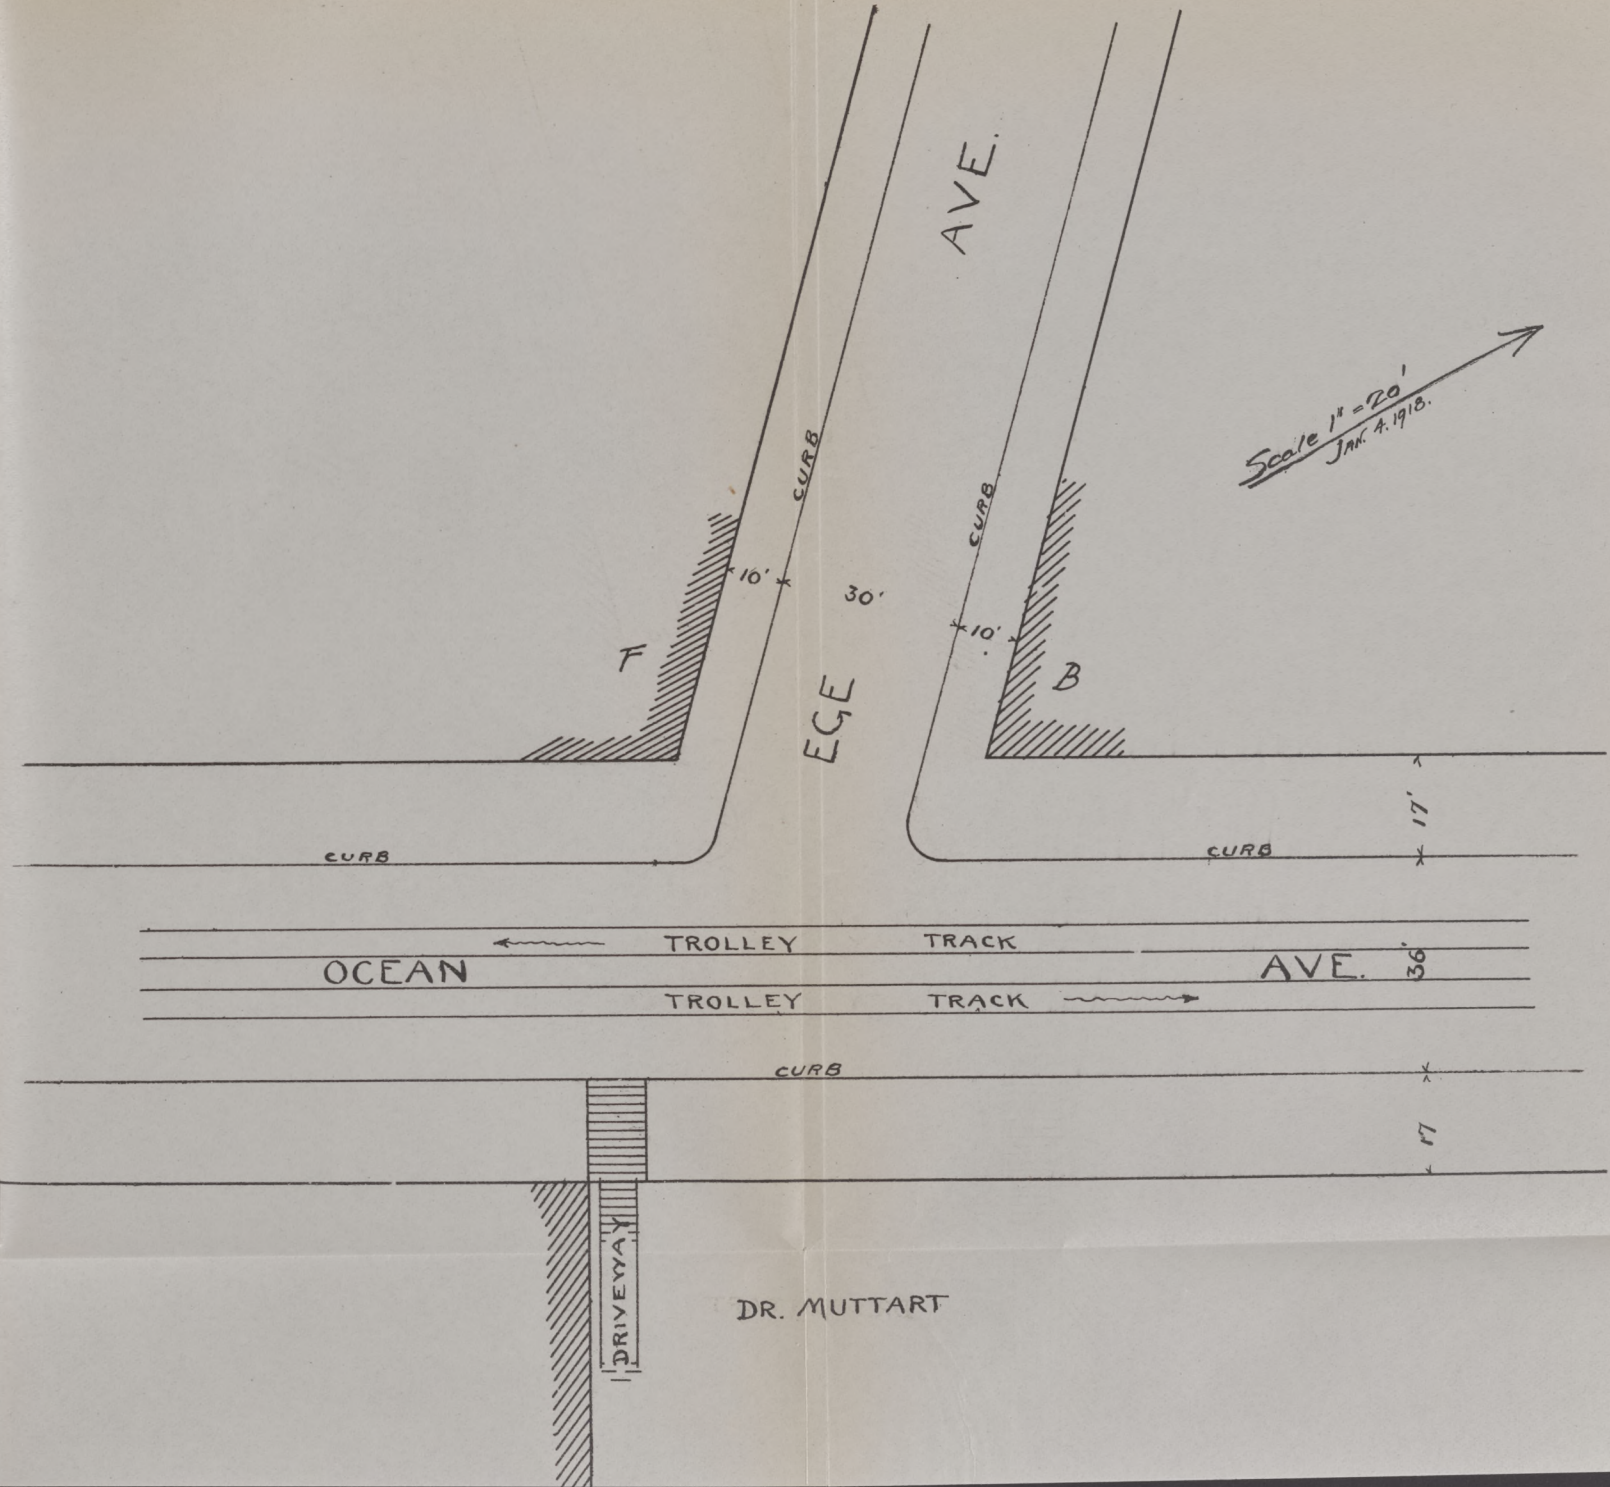 AVE.
Scale 1" = 20'
JAN. 4. 1918.
CURB
CURB
10'
30'
10'
F
B
EGE
17'
CURB
CURB
TROLLEY TRACK
OCEAN AVE. 36'
TROLLEY TRACK
CURB
17
DRIVEWAY
DR. MUTTART